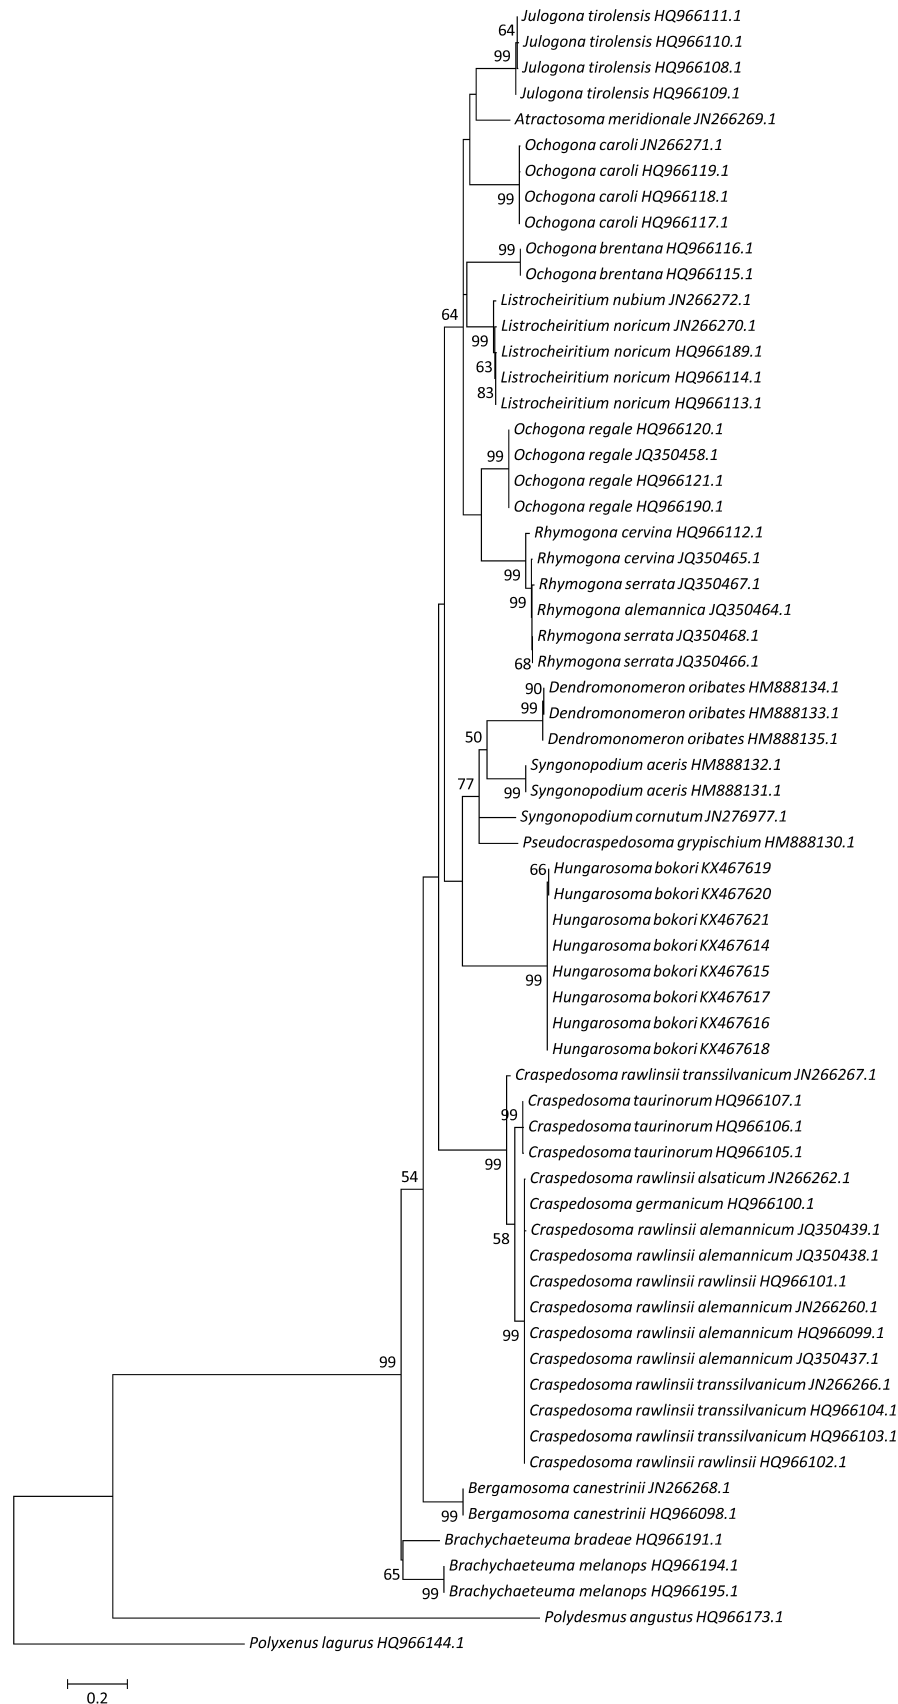 Julogona tirolensis HQ966111.1
64
Julogona tirolensis HQ966110.1
99
Julogona tirolensis HQ966108.1
Julogona tirolensis HQ966109.1
Atractosoma meridionale JN266269.1
Ochogona caroli JN266271.1
Ochogona caroli HQ966119.1
Ochogona caroli HQ966118.1
99
Ochogona caroli HQ966117.1
99
Ochogona brentana HQ966116.1
Ochogona brentana HQ966115.1
Listrocheiritium nubium JN266272.1
64
Listrocheiritium noricum JN266270.1
99
Listrocheiritium noricum HQ966189.1
63
Listrocheiritium noricum HQ966114.1
83
Listrocheiritium noricum HQ966113.1
Ochogona regale HQ966120.1
99
Ochogona regale JQ350458.1
Ochogona regale HQ966121.1
Ochogona regale HQ966190.1
Rhymogona cervina HQ966112.1
Rhymogona cervina JQ350465.1
99
Rhymogona serrata JQ350467.1
99
Rhymogona alemannica JQ350464.1
Rhymogona serrata JQ350468.1
68
Rhymogona serrata JQ350466.1
90
Dendromonomeron oribates HM888134.1
99
Dendromonomeron oribates HM888133.1
50
Dendromonomeron oribates HM888135.1
Syngonopodium aceris HM888132.1
77
99
Syngonopodium aceris HM888131.1
Syngonopodium cornutum JN276977.1
Pseudocraspedosoma grypischium HM888130.1
66
Hungarosoma bokori KX467619
Hungarosoma bokori KX467620
Hungarosoma bokori KX467621
Hungarosoma bokori KX467614
Hungarosoma bokori KX467615
99
Hungarosoma bokori KX467617
Hungarosoma bokori KX467616
Hungarosoma bokori KX467618
Craspedosoma rawlinsii transsilvanicum JN266267.1
Craspedosoma taurinorum HQ966107.1
99
Craspedosoma taurinorum HQ966106.1
Craspedosoma taurinorum HQ966105.1
99
54
Craspedosoma rawlinsii alsaticum JN266262.1
Craspedosoma germanicum HQ966100.1
Craspedosoma rawlinsii alemannicum JQ350439.1
58
Craspedosoma rawlinsii alemannicum JQ350438.1
Craspedosoma rawlinsii rawlinsii HQ966101.1
Craspedosoma rawlinsii alemannicum JN266260.1
Craspedosoma rawlinsii alemannicum HQ966099.1
99
Craspedosoma rawlinsii alemannicum JQ350437.1
99
Craspedosoma rawlinsii transsilvanicum JN266266.1
Craspedosoma rawlinsii transsilvanicum HQ966104.1
Craspedosoma rawlinsii transsilvanicum HQ966103.1
Craspedosoma rawlinsii rawlinsii HQ966102.1
Bergamosoma canestrinii JN266268.1
99
Bergamosoma canestrinii HQ966098.1
Brachychaeteuma bradeae HQ966191.1
Brachychaeteuma melanops HQ966194.1
65
99
Brachychaeteuma melanops HQ966195.1
Polydesmus angustus HQ966173.1
Polyxenus lagurus HQ966144.1
0.2